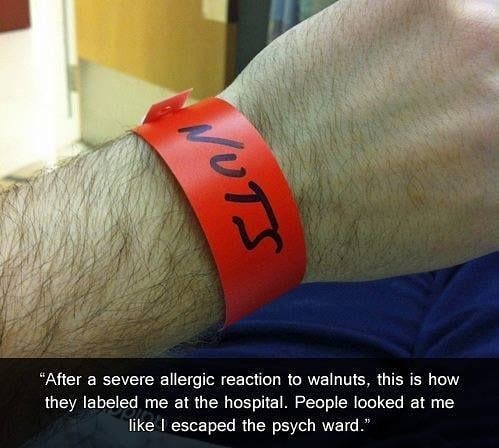 NUTS
“After a severe allergic reaction to walnuts, this is how
they labeled me at the hospital. People looked at me
like I escaped the psych ward.”